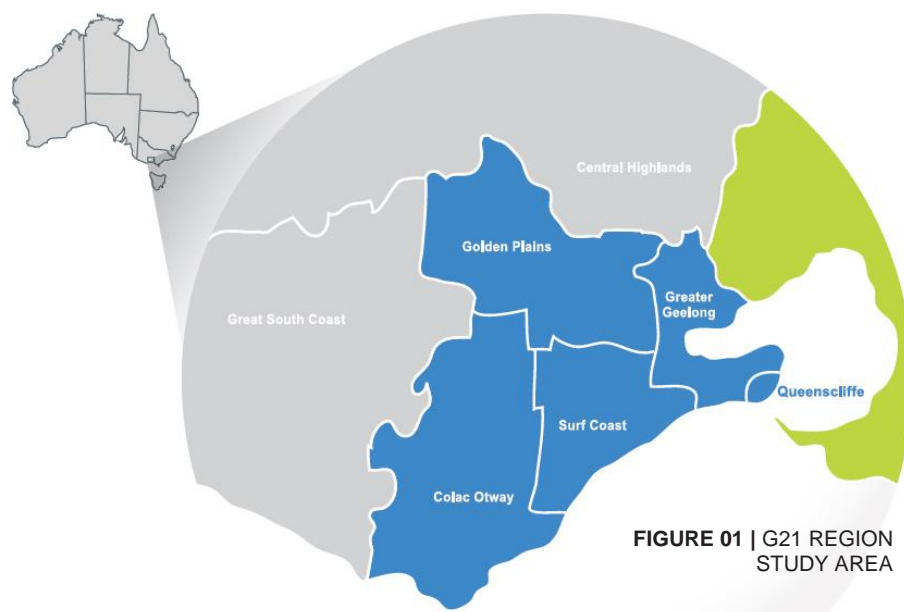 Central Highlands
Golden Plains
Greater
Geelong
Great South Coast
Queenscliffe
Surf Coast
Colac Otway
FIGURE 01 | G21 REGION
STUDY AREA